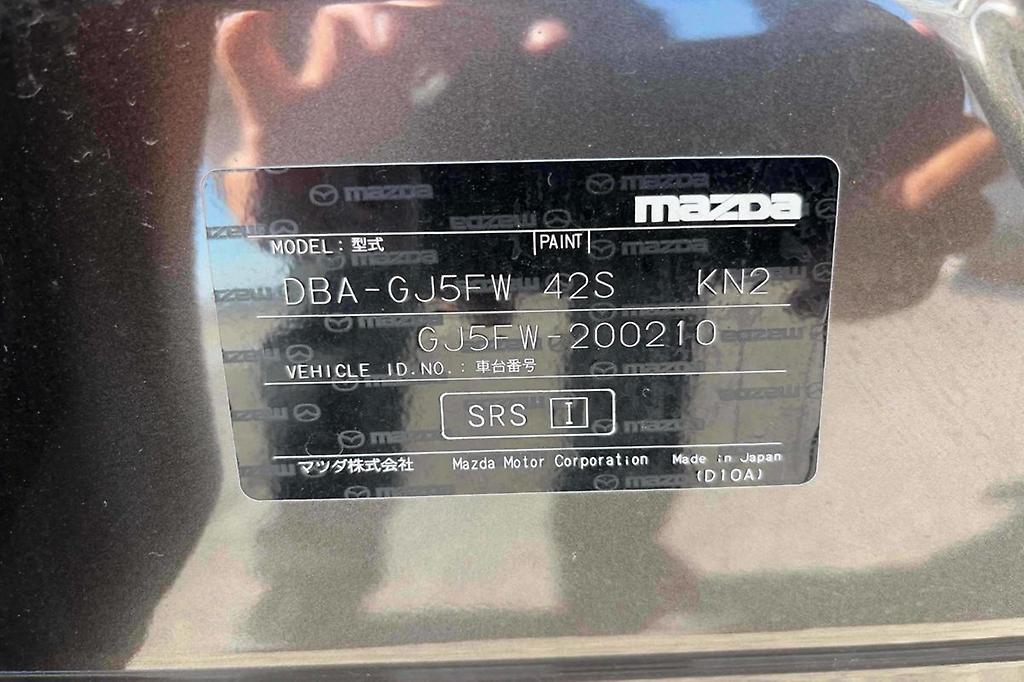 mazda
MODEL：型式 PAINT
DBA-GJ5FW 42S KN2
GJ5FW-200210
VEHICLE ID.NO.：車台番号
SRS I
マツダ株式会社 Mazda Motor Corporation Made in Japan
(D10A)